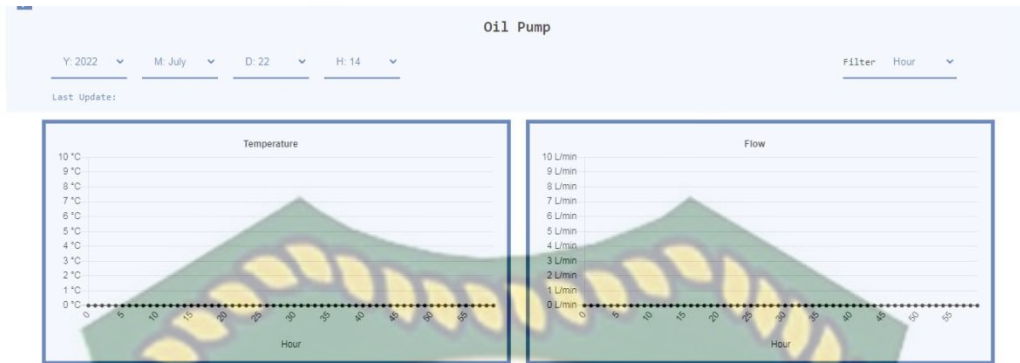 Oil Pump
Y: 2022 M: July D: 22 H: 14 Filter Hour
Last Update:
Temperature
10 °C
9 °C
8 °C
7 °C
6 °C
5 °C
4 °C
3 °C
2 °C
1 °C
0 °C
0 5 10 15 20 25 30 35 40 45 50 55
Hour
Flow
10 L/min
9 L/min
8 L/min
7 L/min
6 L/min
5 L/min
4 L/min
3 L/min
2 L/min
1 L/min
0 L/min
0 5 10 15 20 25 30 35 40 45 50 55
Hour